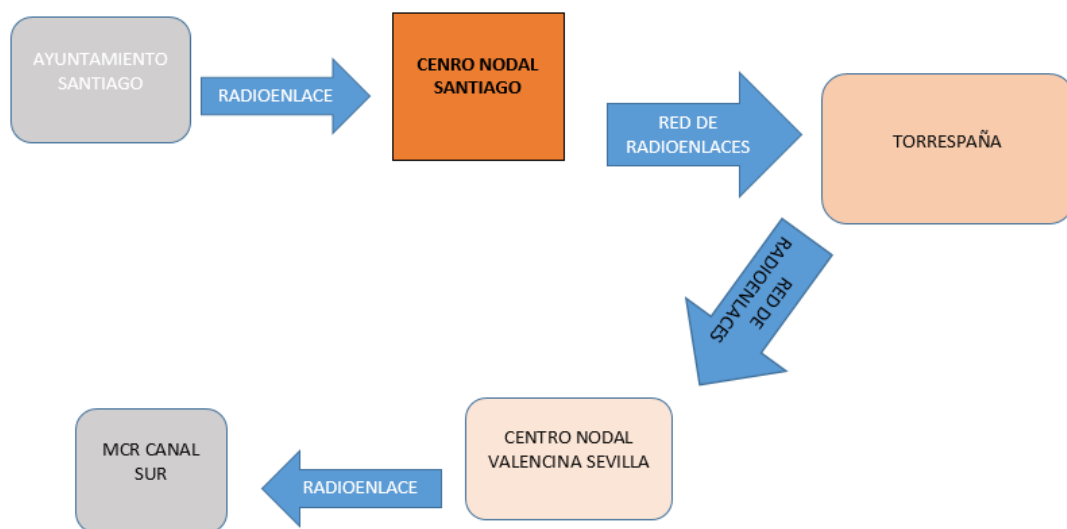 AYUNTAMIENTO
SANTIAGO
RADIOENLACE
CENRO NODAL
SANTIAGO
RED DE
RADIOENLACES
TORRESPAÑA
RED DE
RADIOENLACES
CENTRO NODAL
VALENCINA SEVILLA
RADIOENLACE
MCR CANAL
SUR